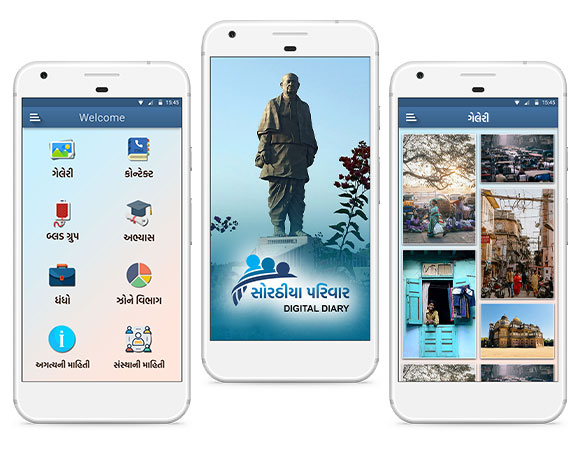 15:45
Welcome
ગેલેરી
કોન્ટેક્ટ
બ્લડ ગ્રુપ
અભ્યાસ
ધંધો
ઝોન વિભાગ
અગત્યની માહિતી
સંસ્થાની માહિતી
સોરઠીયા પરિવાર
DIGITAL DIARY
15:45
ગેલેરી